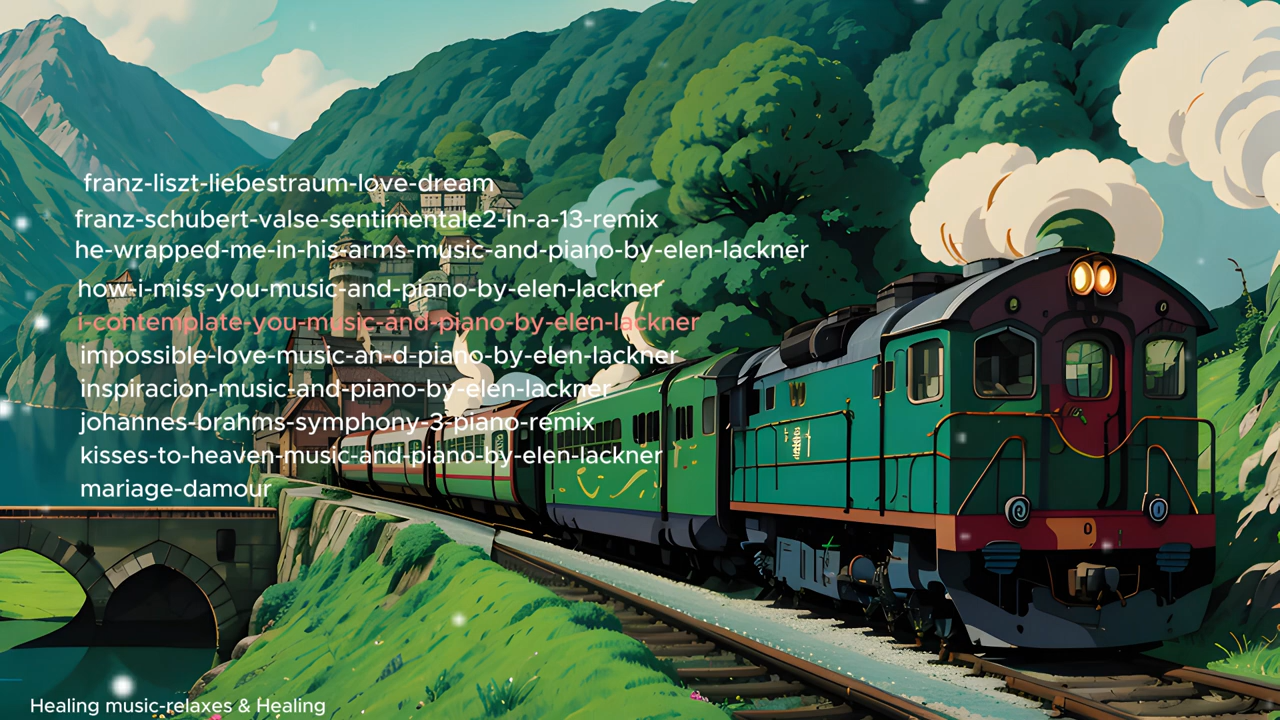 franz-liszt-liebestraum-love-dream
franz-schubert-valse-sentimentale2-in-a-13-remix
he-wrapped-me-in-his-arms-music-and-piano-by-elen-lackner
how-i-miss-you-music-and-piano-by-elen-lackner
i-contemplate-you-music-and-piano-by-elen-lackner
impossible-love-music-an-d-piano-by-elen-lackner
inspiracion-music-and-piano-by-elen-lackner
johannes-brahms-symphony-3-piano-remix
kisses-to-heaven-music-and-piano-by-elen-lackner
mariage-damour
Healing music-relaxes & Healing